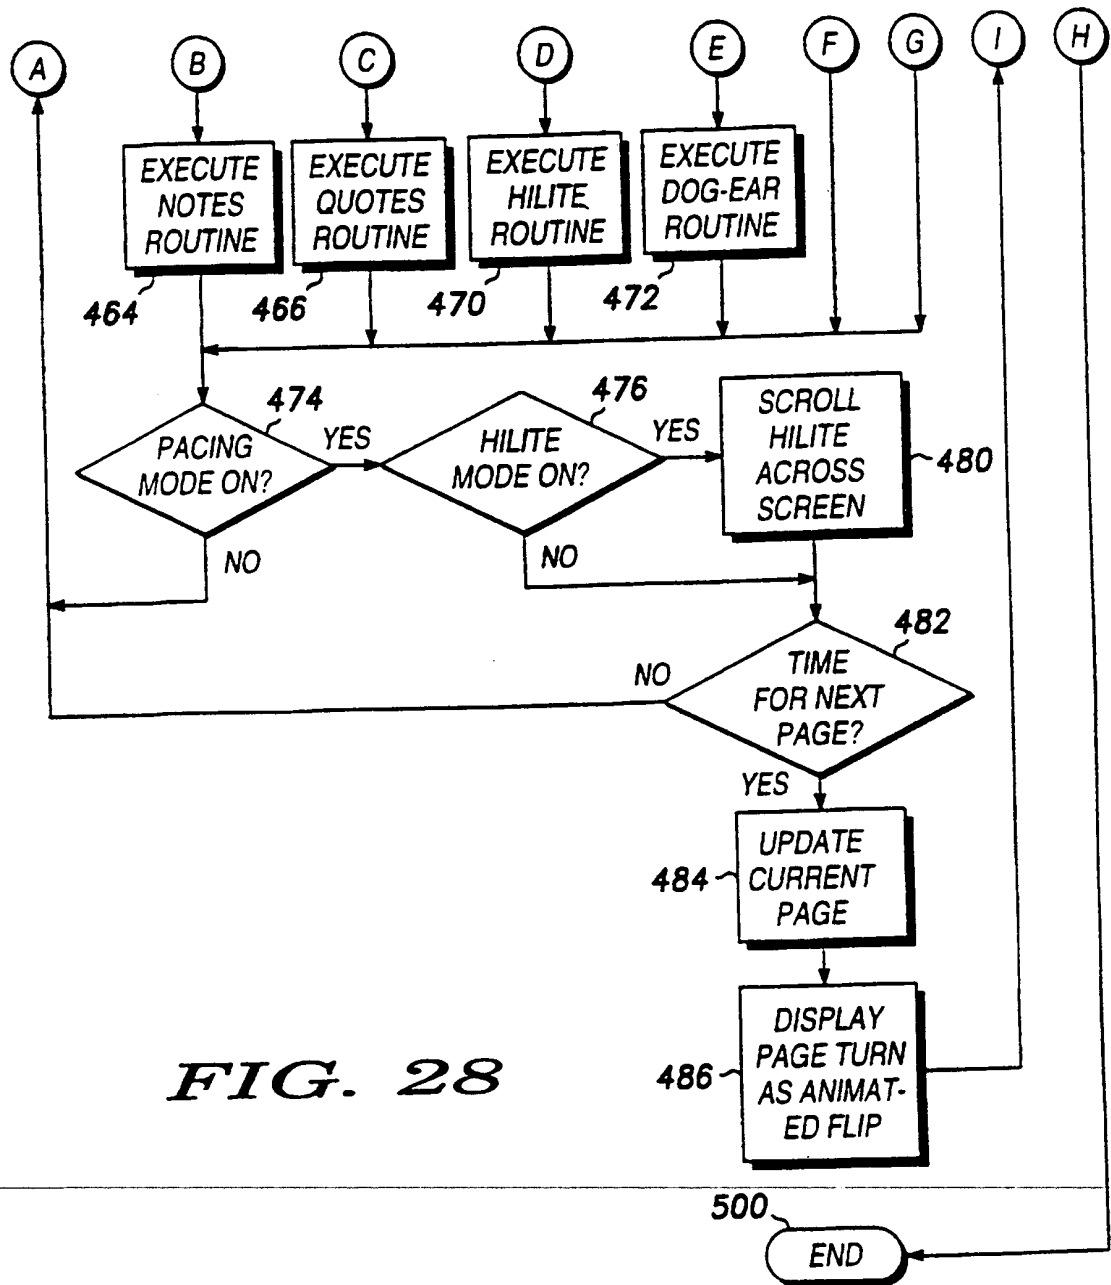 A B C D E F G I H
EXECUTE
NOTES
ROUTINE
464
EXECUTE
QUOTES
ROUTINE
466
EXECUTE
HILITE
ROUTINE
470
EXECUTE
DOG-EAR
ROUTINE
472
PACING
MODE ON?
474
YES
NO
HILITE
MODE ON?
476
YES
NO
SCROLL
HILITE
ACROSS
SCREEN
480
TIME
FOR NEXT
PAGE?
482
NO
YES
UPDATE
CURRENT
PAGE
484
DISPLAY
PAGE TURN
AS ANIMAT-
ED FLIP
486
FIG. 28
500
END